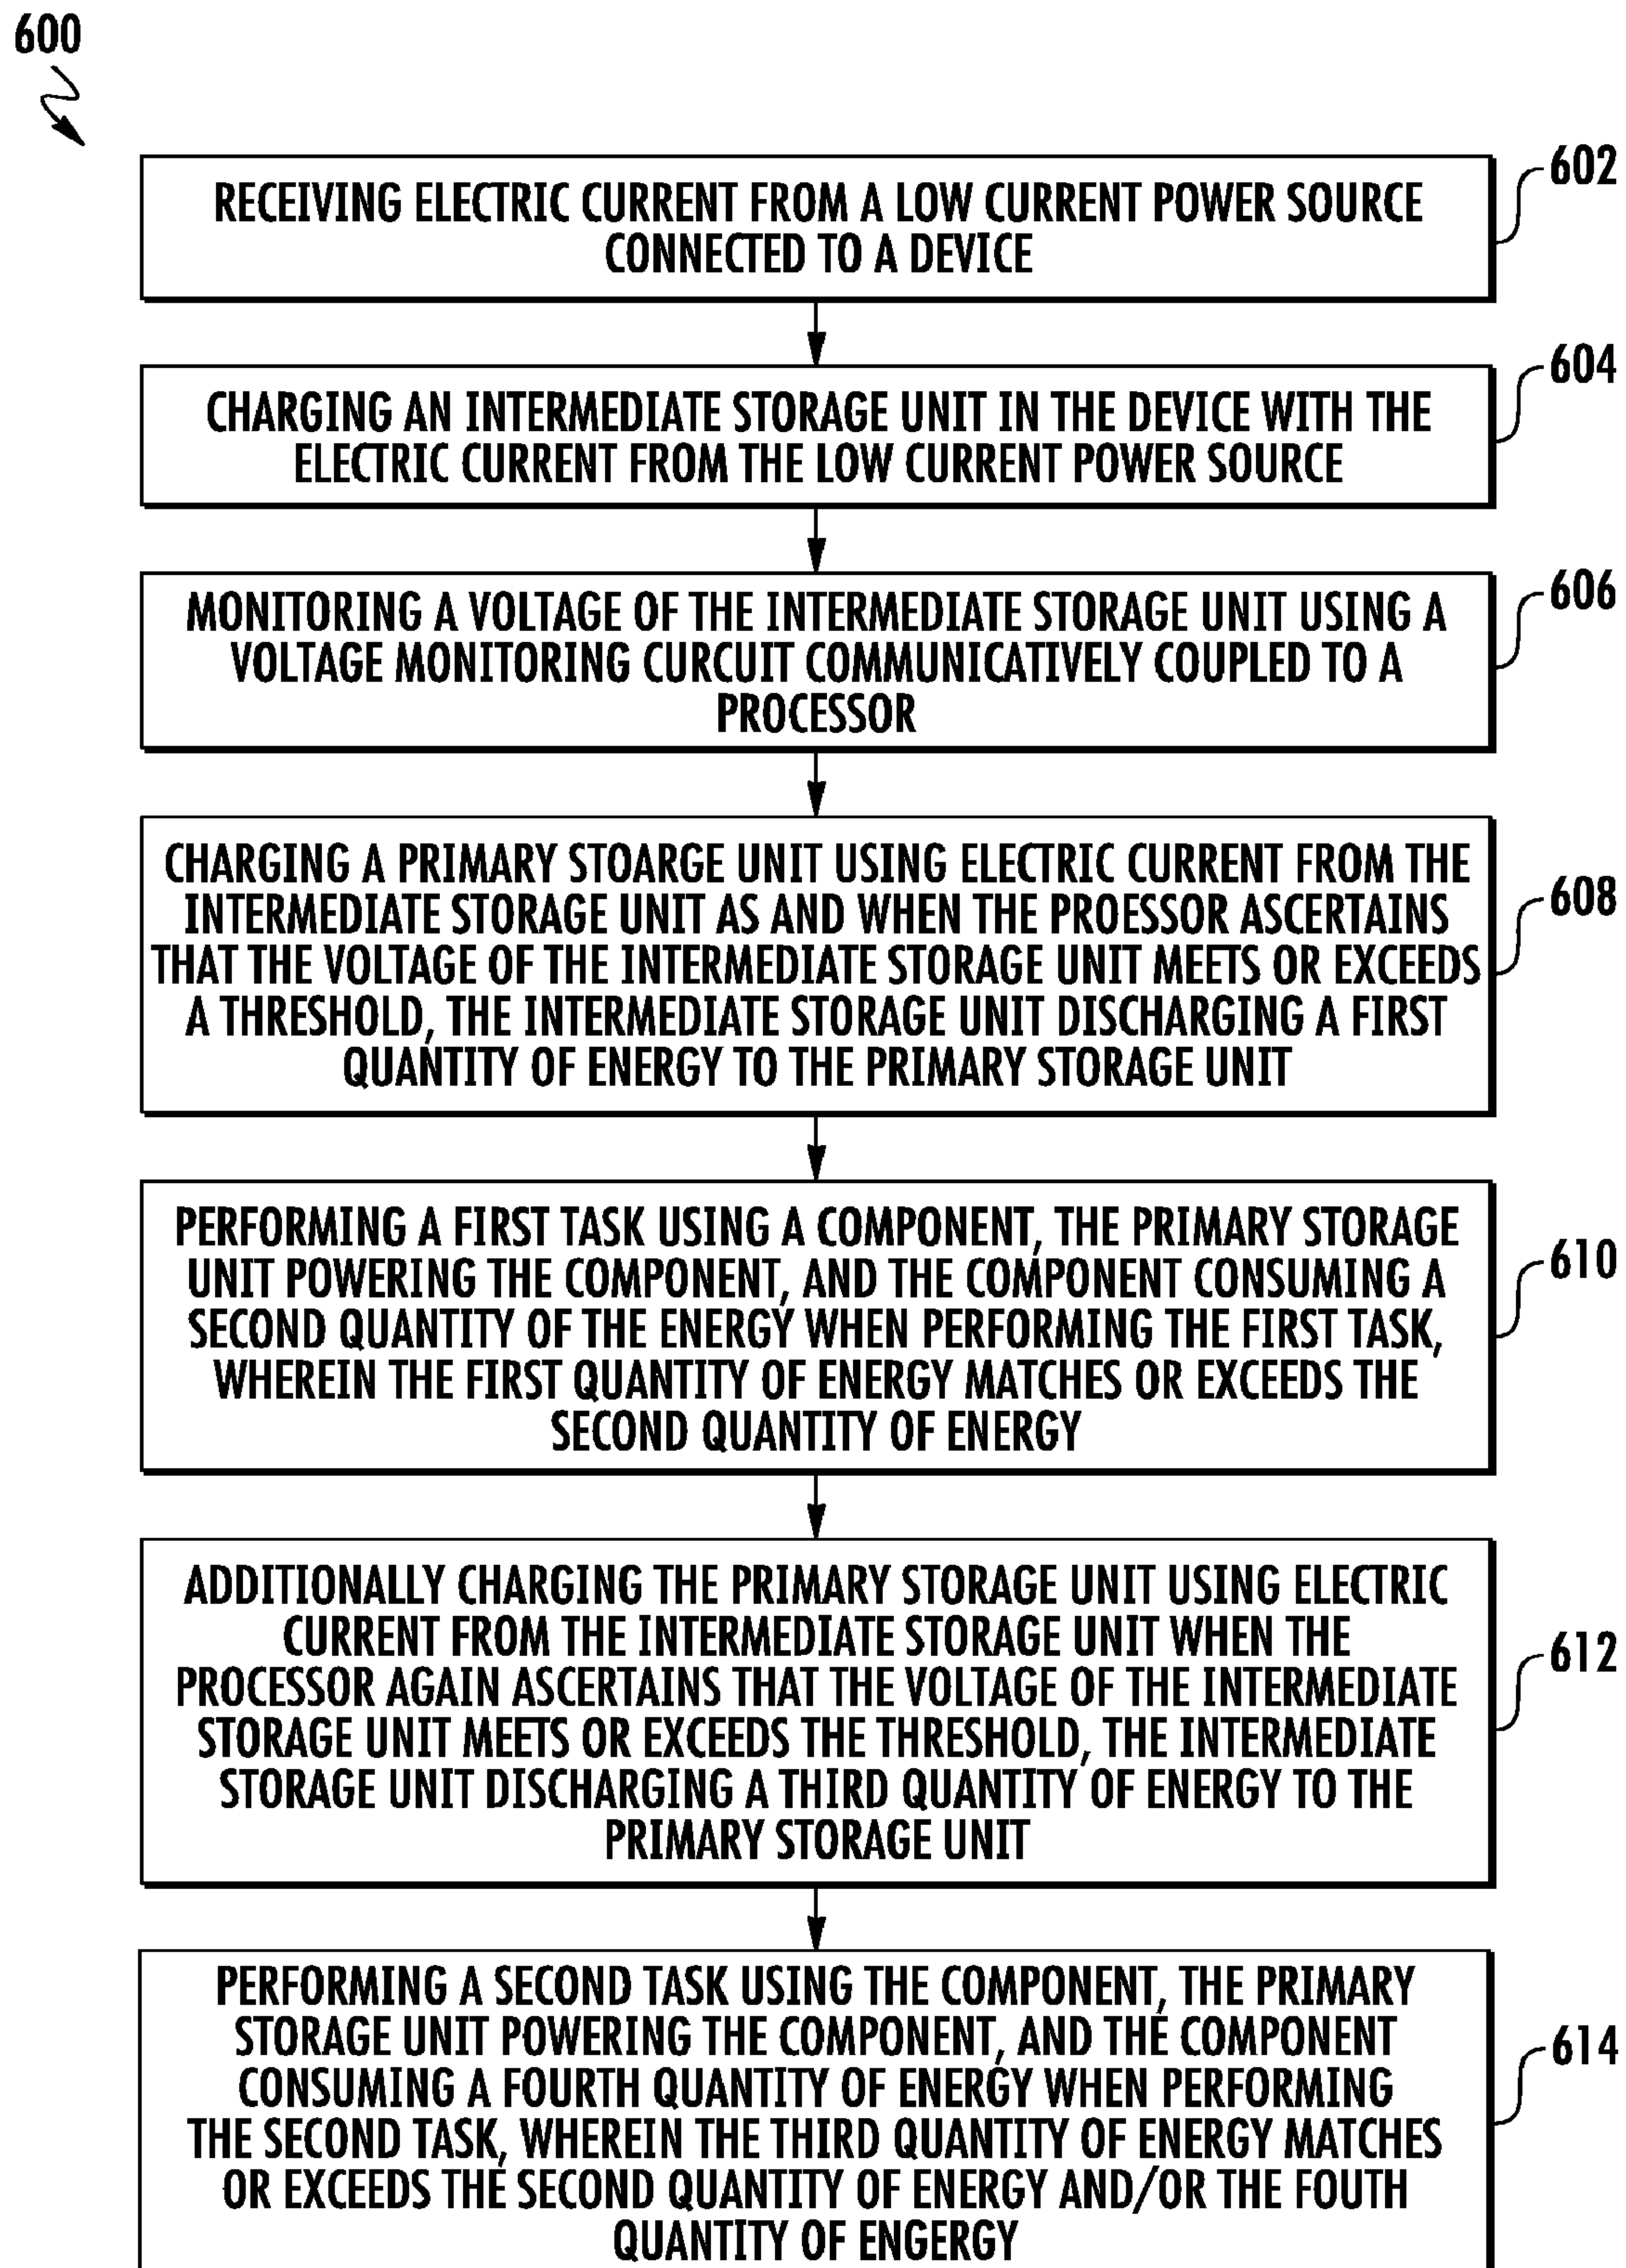 600
602
RECEIVING ELECTRIC CURRENT FROM A LOW CURRENT POWER SOURCE
CONNECTED TO A DEVICE
604
CHARGING AN INTERMEDIATE STORAGE UNIT IN THE DEVICE WITH THE
ELECTRIC CURRENT FROM THE LOW CURRENT POWER SOURCE
606
MONITORING A VOLTAGE OF THE INTERMEDIATE STORAGE UNIT USING A
VOLTAGE MONITORING CURCUIT COMMUNICATIVELY COUPLED TO A
PROCESSOR
608
CHARGING A PRIMARY STOARGE UNIT USING ELECTRIC CURRENT FROM THE
INTERMEDIATE STORAGE UNIT AS AND WHEN THE PROESSOR ASCERTAINS
THAT THE VOLTAGE OF THE INTERMEDIATE STORAGE UNIT MEETS OR EXCEEDS
A THRESHOLD, THE INTERMEDIATE STORAGE UNIT DISCHARGING A FIRST
QUANTITY OF ENERGY TO THE PRIMARY STORAGE UNIT
610
PERFORMING A FIRST TASK USING A COMPONENT, THE PRIMARY STORAGE
UNIT POWERING THE COMPONENT, AND THE COMPONENT CONSUMING A
SECOND QUANTITY OF THE ENERGY WHEN PERFORMING THE FIRST TASK,
WHEREIN THE FIRST QUANTITY OF ENERGY MATCHES OR EXCEEDS THE
SECOND QUANTITY OF ENERGY
612
ADDITIONALLY CHARGING THE PRIMARY STORAGE UNIT USING ELECTRIC
CURRENT FROM THE INTERMEDIATE STORAGE UNIT WHEN THE
PROCESSOR AGAIN ASCERTAINS THAT THE VOLTAGE OF THE INTERMEDIATE
STORAGE UNIT MEETS OR EXCEEDS THE THRESHOLD, THE INTERMEDIATE
STORAGE UNIT DISCHARGING A THIRD QUANTITY OF ENERGY TO THE
PRIMARY STORAGE UNIT
614
PERFORMING A SECOND TASK USING THE COMPONENT, THE PRIMARY
STORAGE UNIT POWERING THE COMPONENT, AND THE COMPONENT
CONSUMING A FOURTH QUANTITY OF ENERGY WHEN PERFORMING
THE SECOND TASK, WHEREIN THE THIRD QUANTITY OF ENERGY MATCHES
OR EXCEEDS THE SECOND QUANTITY OF ENERGY AND/OR THE FOUTH
QUANTITY OF ENGERGY